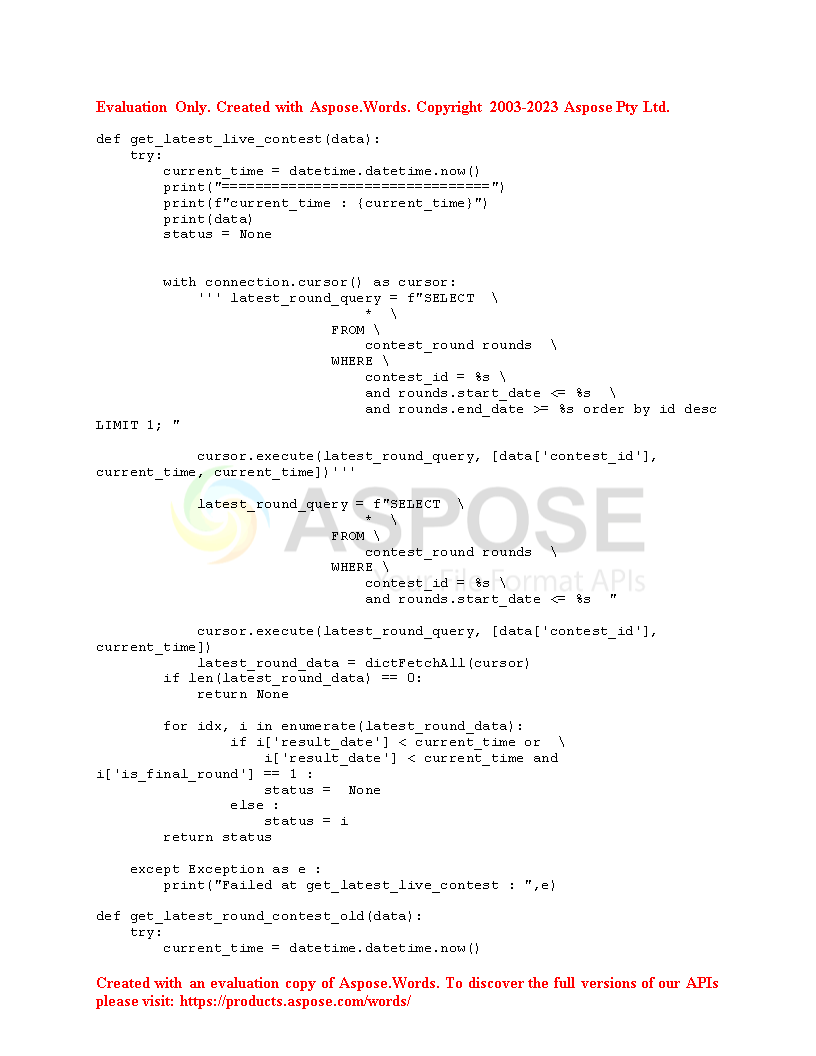 Evaluation Only. Created with Aspose.Words. Copyright 2003-2023 Aspose Pty Ltd.
def get_latest_live_contest(data):
    try:
        current_time = datetime.datetime.now()
        print("================================")
        print(f"current_time : {current_time}")
        print(data)
        status = None
        with connection.cursor() as cursor:
            ''' latest_round_query = f"SELECT  \
                                *  \
                            FROM \
                                contest_round rounds  \
                            WHERE \
                                contest_id = %s \
                                and rounds.start_date <= %s  \
                                and rounds.end_date >= %s order by id desc
LIMIT 1; "
            cursor.execute(latest_round_query, [data['contest_id'],
current_time, current_time])'''
            latest_round_query = f"SELECT  \
                                *  \
                            FROM \
                                contest_round rounds  \
                            WHERE \
                                contest_id = %s \
                                and rounds.start_date <= %s  "
ASPOSE
Your File Format APIs
            cursor.execute(latest_round_query, [data['contest_id'],
current_time])
            latest_round_data = dictFetchAll(cursor)
        if len(latest_round_data) == 0:
            return None
        for idx, i in enumerate(latest_round_data):
                if i['result_date'] < current_time or  \
                    i['result_date'] < current_time and
i['is_final_round'] == 1 :
                    status =  None
                else :
                    status = i
        return status
    except Exception as e :
        print("Failed at get_latest_live_contest : ",e)
def get_latest_round_contest_old(data):
    try:
        current_time = datetime.datetime.now()
Created with an evaluation copy of Aspose.Words. To discover the full versions of our APIs
please visit: https://products.aspose.com/words/